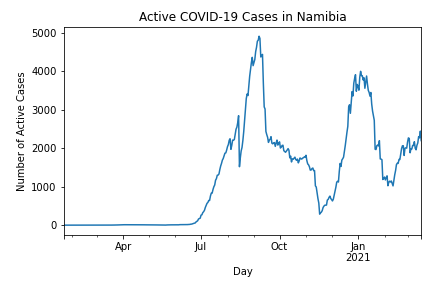 Active COVID-19 Cases in Namibia
Number of Active Cases
5000
4000
3000
2000
1000
0
Apr
Jul
Oct
Jan
2021
Day